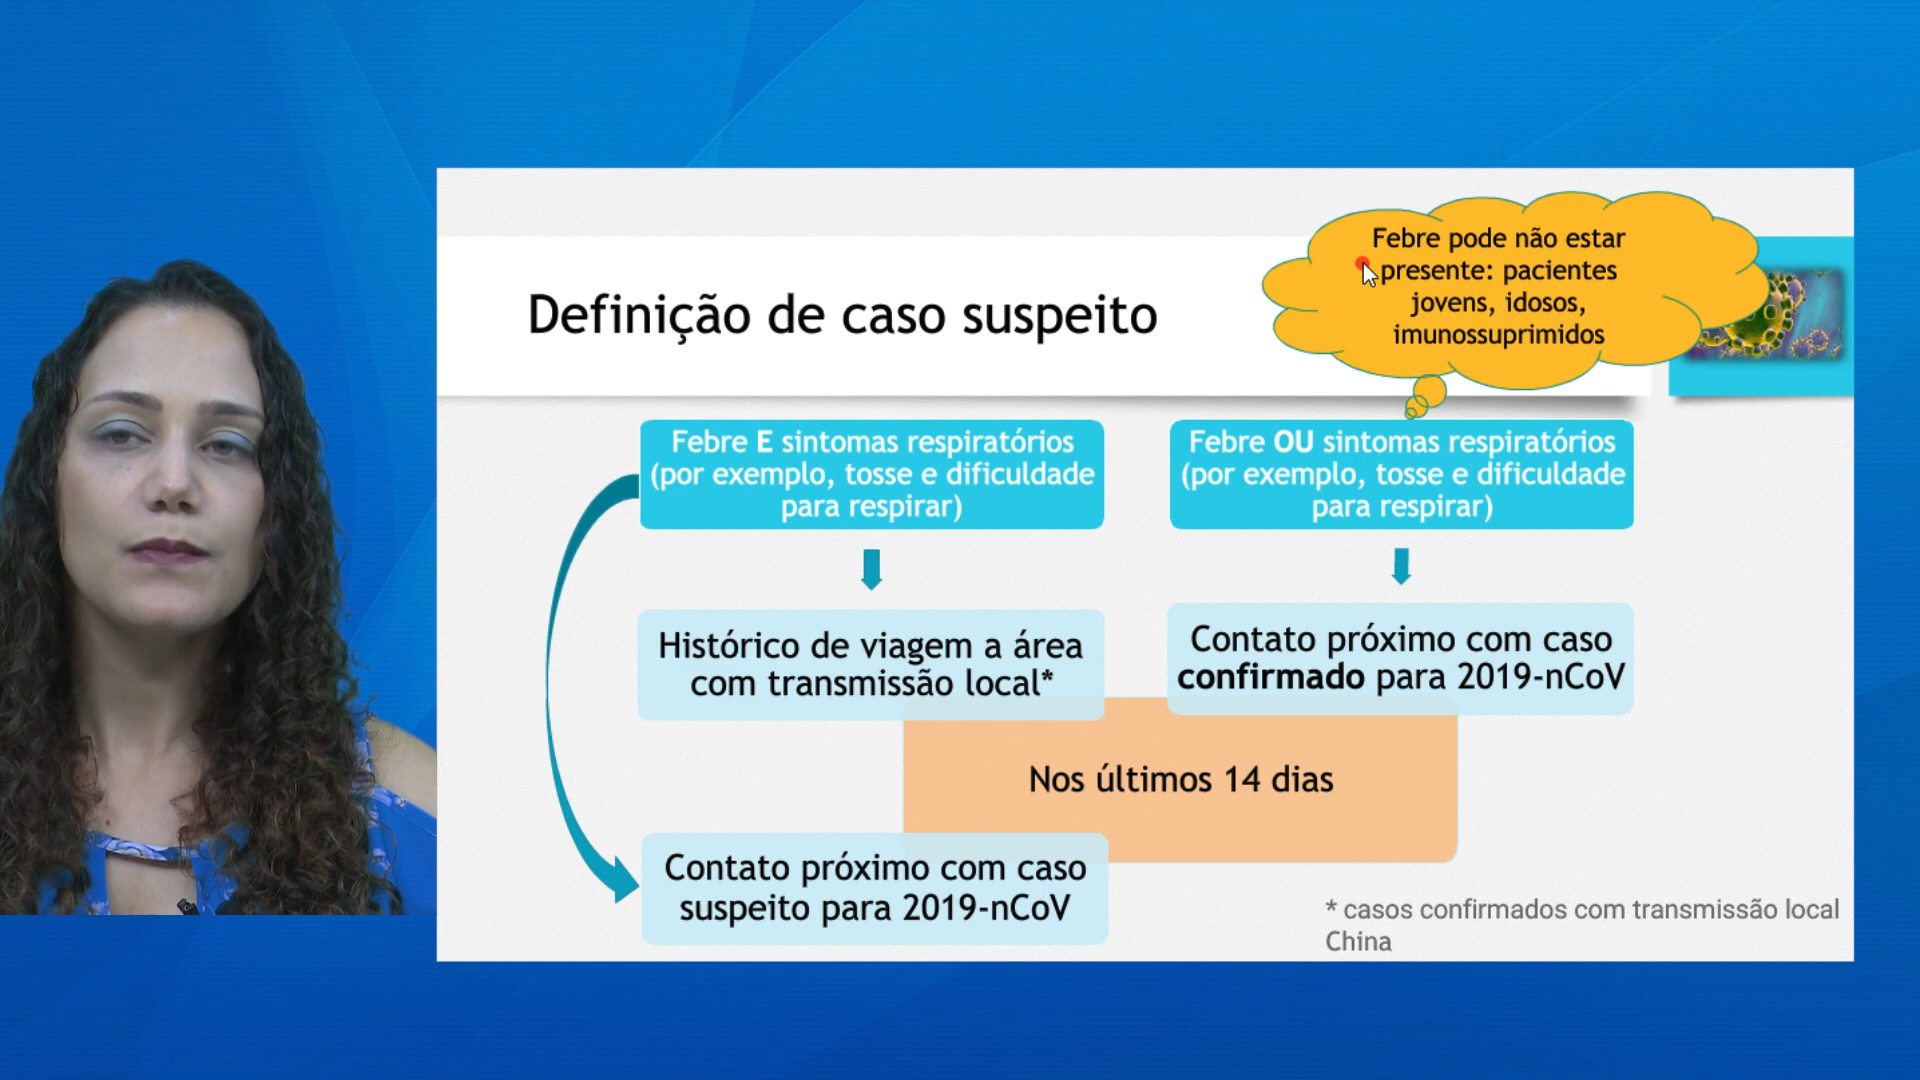 Definição de caso suspeito
Febre pode não estar
presente: pacientes
jovens, idosos,
imunossuprimidos
Febre E sintomas respiratórios
(por exemplo, tosse e dificuldade
para respirar)
Febre OU sintomas respiratórios
(por exemplo, tosse e dificuldade
para respirar)
Histórico de viagem a área
com transmissão local*
Contato próximo com caso
confirmado para 2019-nCoV
Nos últimos 14 dias
Contato próximo com caso
suspeito para 2019-nCoV
* casos confirmados com transmissão local
China